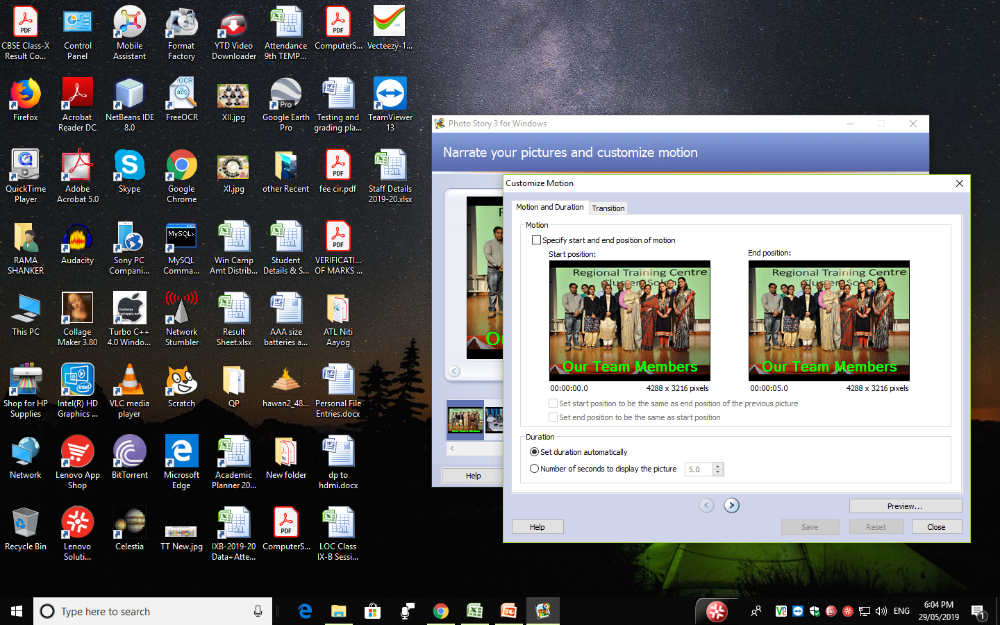 CBSE Class-X
Result Co...
Control
Panel
Mobile
Assistant
Format
Factory
YTD Video
Downloader
Attendance
9th TEMP...
ComputerS...
Vecteezy-1...
Firefox
Acrobat
Reader DC
NetBeans IDE
8.0
FreeOCR
XII.jpg
Google Earth
Pro
Testing and
grading pla...
TeamViewer
13
QuickTime
Player
Adobe
Acrobat 5.0
Skype
Google
Chrome
XI.jpg
other Recent
fee cir.pdf
Staff Details
2019-20.xlsx
RAMA
SHANKER
Audacity
Sony PC
Compani...
MySQL
Comma...
Win Camp
Amt Distrib...
Student
Details & S...
VERIFICATI...
OF MARKS ...
This PC
Collage
Maker 3.80
Turbo C++
4.0 Windo...
Network
Stumbler
Result
Sheet.xlsx
AAA size
batteries a...
ATL Niti
Aayog
Shop for HP
Supplies
Intel(R) HD
Graphics ...
VLC media
player
Scratch
QP
hawan2_48...
Personal File
Entries.docx
Network
Lenovo App
Shop
BitTorrent
Microsoft
Edge
Academic
Planner 20...
New folder
dp to
hdmi.docx
Recycle Bin
Lenovo
Soluti...
Celestia
TT New.jpg
IXB-2019-20
Data+Atte...
ComputerS...
LOC Class
IX-B Sessi...
Photo Story 3 for Windows
Narrate your pictures and customize motion
Help
Customize Motion
Motion and Duration
Transition
Motion
Specify start and end position of motion
Start position:
End position:
Regional Training Centre
Cluster Solan
Our Team Members
Regional Training Centre
Cluster Solan
Our Team Members
00:00:00.0
4288 x 3216 pixels
00:00:05.0
4288 x 3216 pixels
Set start position to be the same as end position of the previous picture
Set end position to be the same as start position
Duration
Set duration automatically
Number of seconds to display the picture
5.0
Preview...
Help
Save
Reset
Close
Type here to search
ENG
6:04 PM
29/05/2019
1